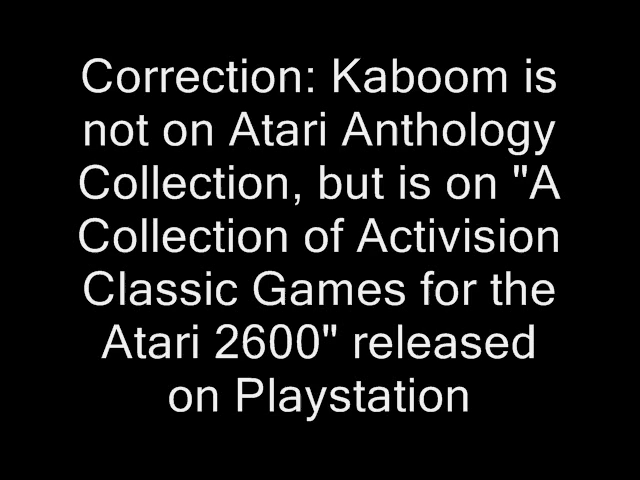 Correction: Kaboom is
not on Atari Anthology
Collection, but is on "A
Collection of Activision
Classic Games for the
Atari 2600" released
on Playstation